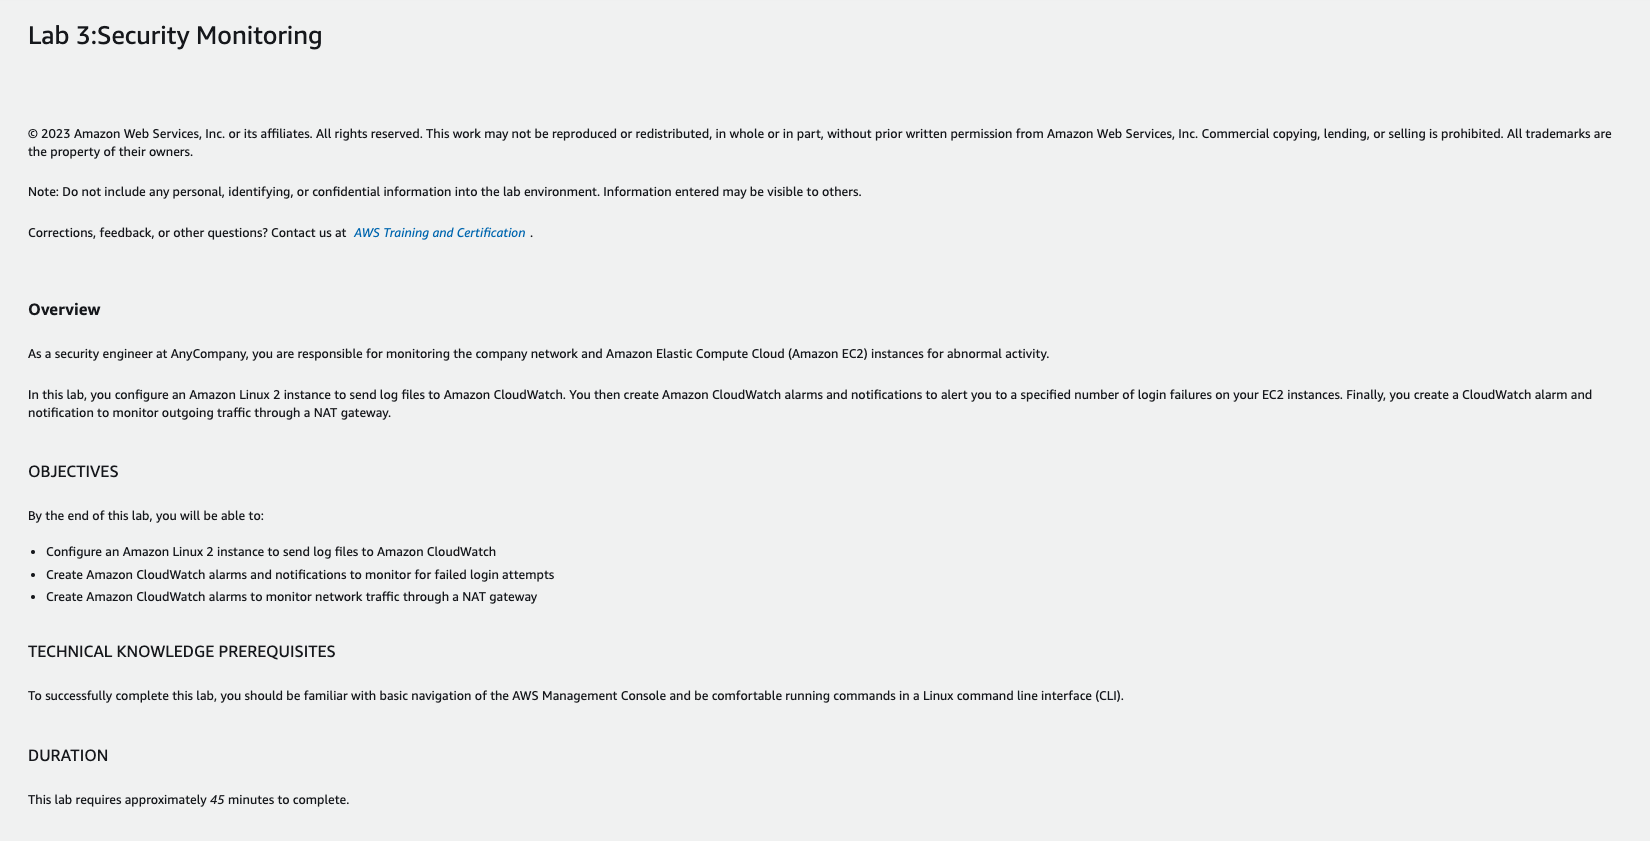 Lab 3:Security Monitoring
© 2023 Amazon Web Services, Inc. or its affiliates. All rights reserved. This work may not be reproduced or redistributed, in whole or in part, without prior written permission from Amazon Web Services, Inc. Commercial copying, lending, or selling is prohibited. All trademarks are
the property of their owners.
Note: Do not include any personal, identifying, or confidential information into the lab environment. Information entered may be visible to others.
Corrections, feedback, or other questions? Contact us at AWS Training and Certification .
Overview
As a security engineer at AnyCompany, you are responsible for monitoring the company network and Amazon Elastic Compute Cloud (Amazon EC2) instances for abnormal activity.
In this lab, you configure an Amazon Linux 2 instance to send log files to Amazon CloudWatch. You then create Amazon CloudWatch alarms and notifications to alert you to a specified number of login failures on your EC2 instances. Finally, you create a CloudWatch alarm and
notification to monitor outgoing traffic through a NAT gateway.
OBJECTIVES
By the end of this lab, you will be able to:
• Configure an Amazon Linux 2 instance to send log files to Amazon CloudWatch
• Create Amazon CloudWatch alarms and notifications to monitor for failed login attempts
• Create Amazon CloudWatch alarms to monitor network traffic through a NAT gateway
TECHNICAL KNOWLEDGE PREREQUISITES
To successfully complete this lab, you should be familiar with basic navigation of the AWS Management Console and be comfortable running commands in a Linux command line interface (CLI).
DURATION
This lab requires approximately 45 minutes to complete.